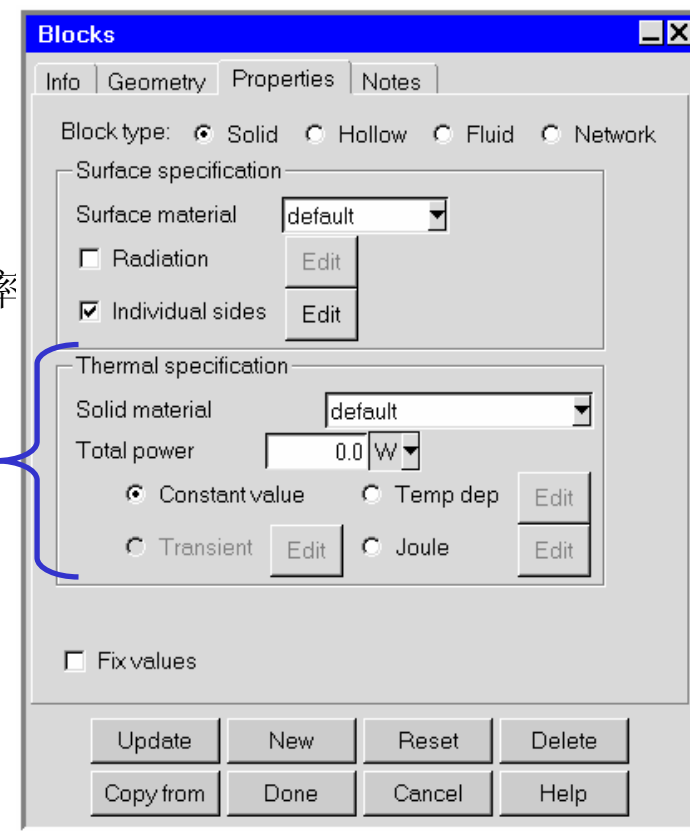 Blocks
Info Geometry Properties Notes
Block type: Solid Hollow Fluid Network
Surface specification
Surface material default
Radiation Edit
率
Individual sides Edit
Thermal specification
Solid material default
Total power 0.0 W
Constant value Temp dep Edit
Transient Edit Joule Edit
Fix values
Update New Reset Delete
Copy from Done Cancel Help